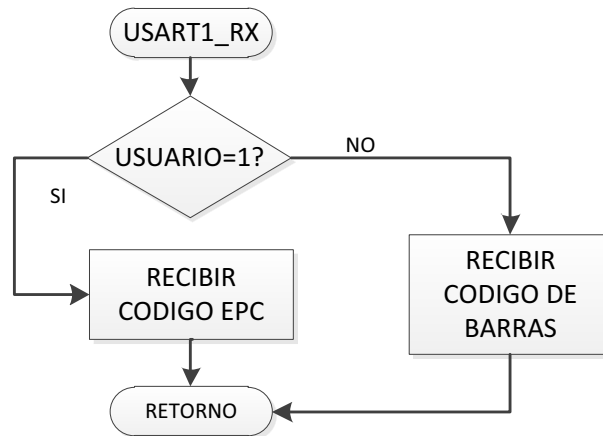 USART1_RX
USUARIO=1?
NO
SI
RECIBIR
CODIGO EPC
RECIBIR
CODIGO DE
BARRAS
RETORNO